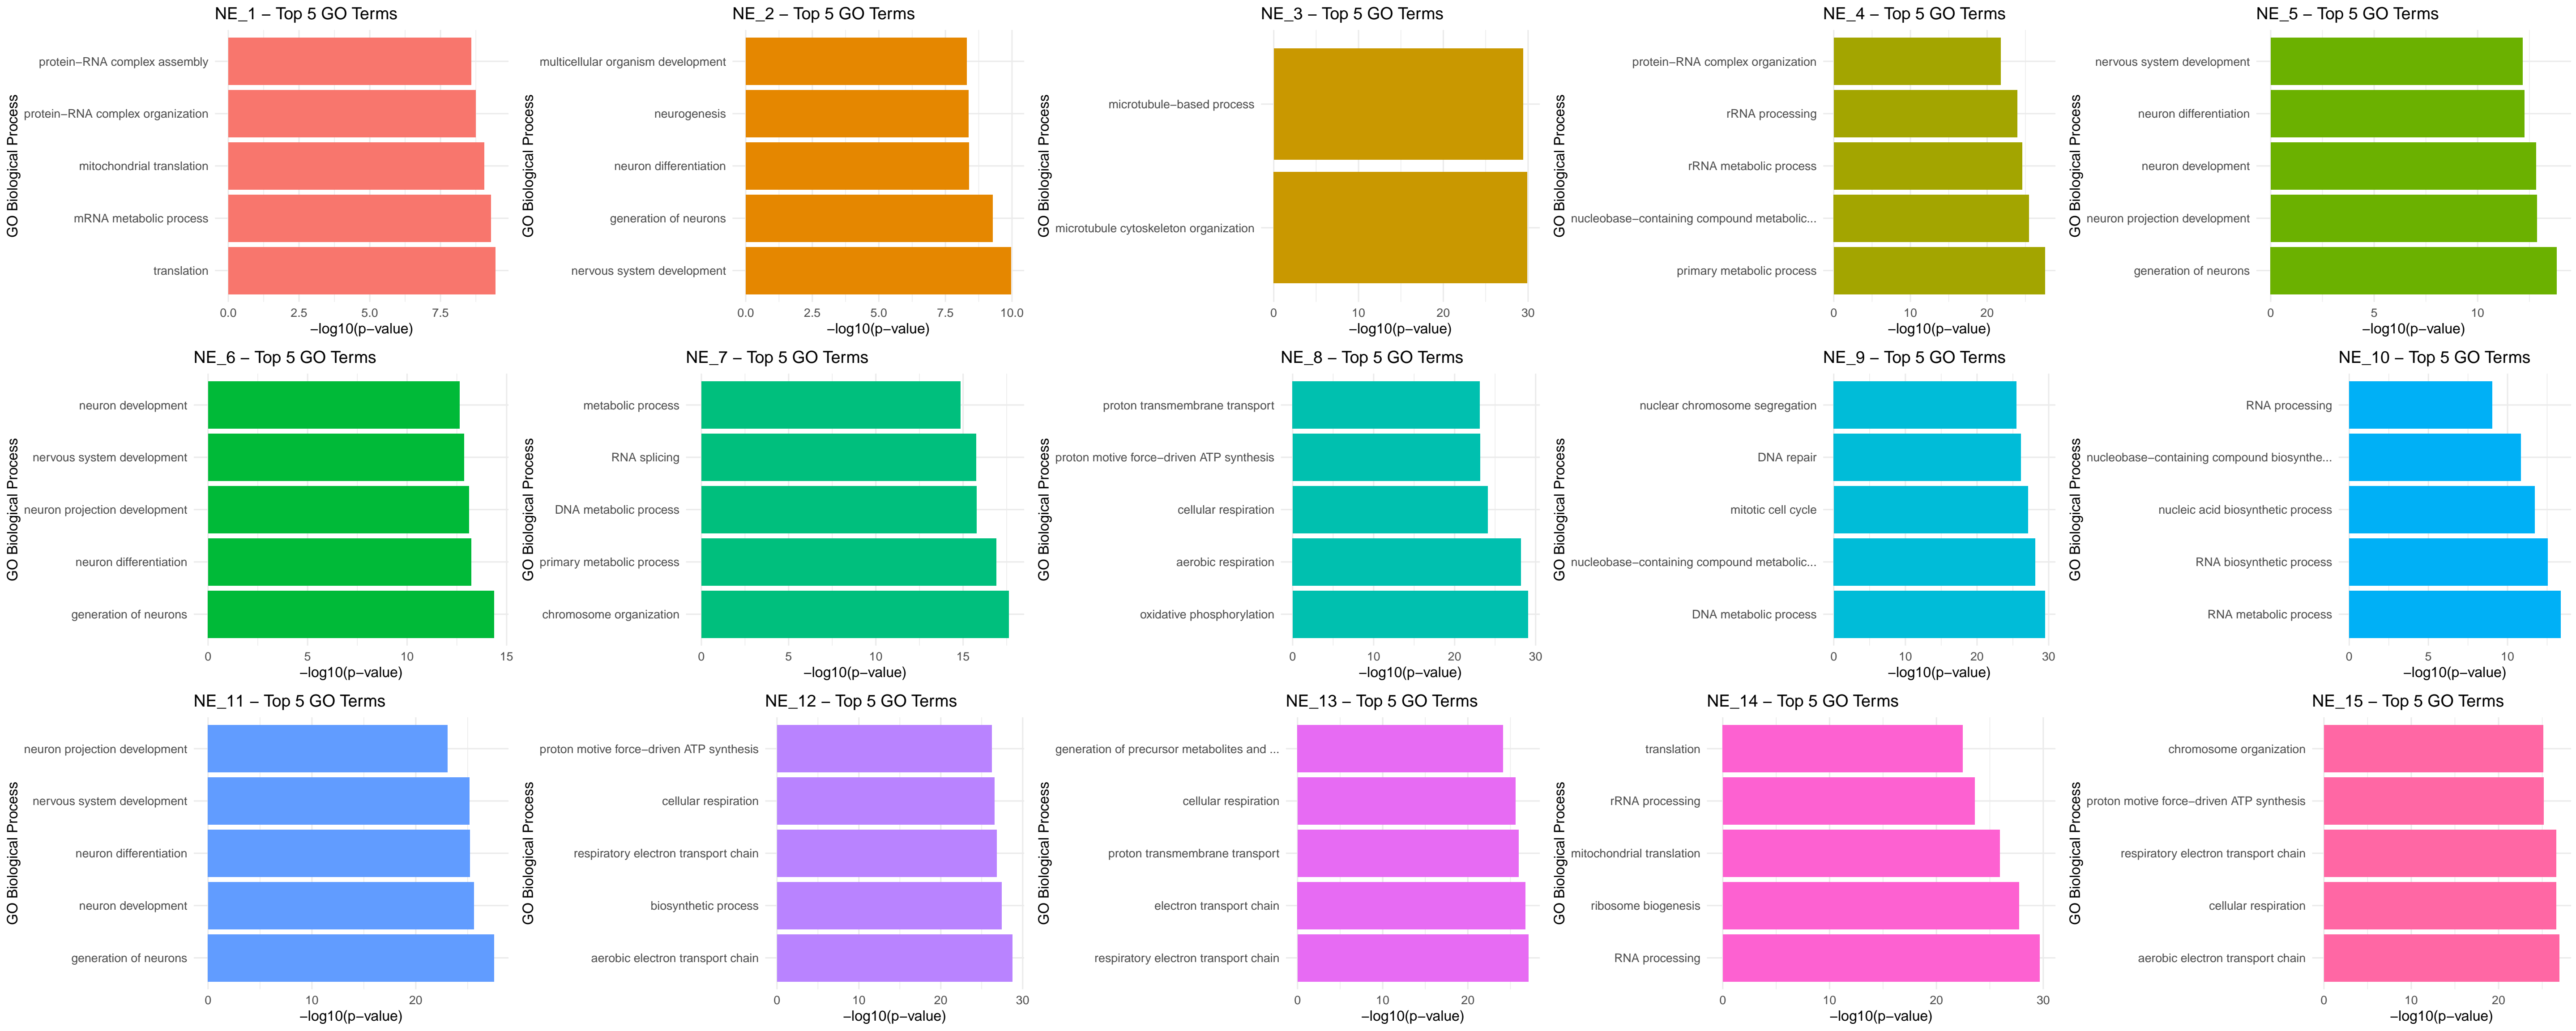 NE_1 – Top 5 GO Terms
GO Biological Process
protein–RNA complex assembly
protein–RNA complex organization
mitochondrial translation
mRNA metabolic process
translation
0.0 2.5 5.0 7.5
–log10(p–value)
NE_2 – Top 5 GO Terms
GO Biological Process
multicellular organism development
neurogenesis
neuron differentiation
generation of neurons
nervous system development
0.0 2.5 5.0 7.5 10.0
–log10(p–value)
NE_3 – Top 5 GO Terms
GO Biological Process
microtubule–based process
microtubule cytoskeleton organization
0 10 20 30
–log10(p–value)
NE_4 – Top 5 GO Terms
GO Biological Process
protein–RNA complex organization
rRNA processing
rRNA metabolic process
nucleobase–containing compound metabolic...
primary metabolic process
0 10 20
–log10(p–value)
NE_5 – Top 5 GO Terms
GO Biological Process
nervous system development
neuron differentiation
neuron development
neuron projection development
generation of neurons
0 5 10
–log10(p–value)
NE_6 – Top 5 GO Terms
GO Biological Process
neuron development
nervous system development
neuron projection development
neuron differentiation
generation of neurons
0 5 10 15
–log10(p–value)
NE_7 – Top 5 GO Terms
GO Biological Process
metabolic process
RNA splicing
DNA metabolic process
primary metabolic process
chromosome organization
0 5 10 15
–log10(p–value)
NE_8 – Top 5 GO Terms
GO Biological Process
proton transmembrane transport
proton motive force–driven ATP synthesis
cellular respiration
aerobic respiration
oxidative phosphorylation
0 10 20 30
–log10(p–value)
NE_9 – Top 5 GO Terms
GO Biological Process
nuclear chromosome segregation
DNA repair
mitotic cell cycle
nucleobase–containing compound metabolic...
DNA metabolic process
0 10 20 30
–log10(p–value)
NE_10 – Top 5 GO Terms
GO Biological Process
RNA processing
nucleobase–containing compound biosynthe...
nucleic acid biosynthetic process
RNA biosynthetic process
RNA metabolic process
0 5 10
–log10(p–value)
NE_11 – Top 5 GO Terms
GO Biological Process
neuron projection development
nervous system development
neuron differentiation
neuron development
generation of neurons
0 10 20
–log10(p–value)
NE_12 – Top 5 GO Terms
GO Biological Process
proton motive force–driven ATP synthesis
cellular respiration
respiratory electron transport chain
biosynthetic process
aerobic electron transport chain
0 10 20 30
–log10(p–value)
NE_13 – Top 5 GO Terms
GO Biological Process
generation of precursor metabolites and ...
cellular respiration
proton transmembrane transport
electron transport chain
respiratory electron transport chain
0 10 20
–log10(p–value)
NE_14 – Top 5 GO Terms
GO Biological Process
translation
rRNA processing
mitochondrial translation
ribosome biogenesis
RNA processing
0 10 20 30
–log10(p–value)
NE_15 – Top 5 GO Terms
GO Biological Process
chromosome organization
proton motive force–driven ATP synthesis
respiratory electron transport chain
cellular respiration
aerobic electron transport chain
0 10 20
–log10(p–value)